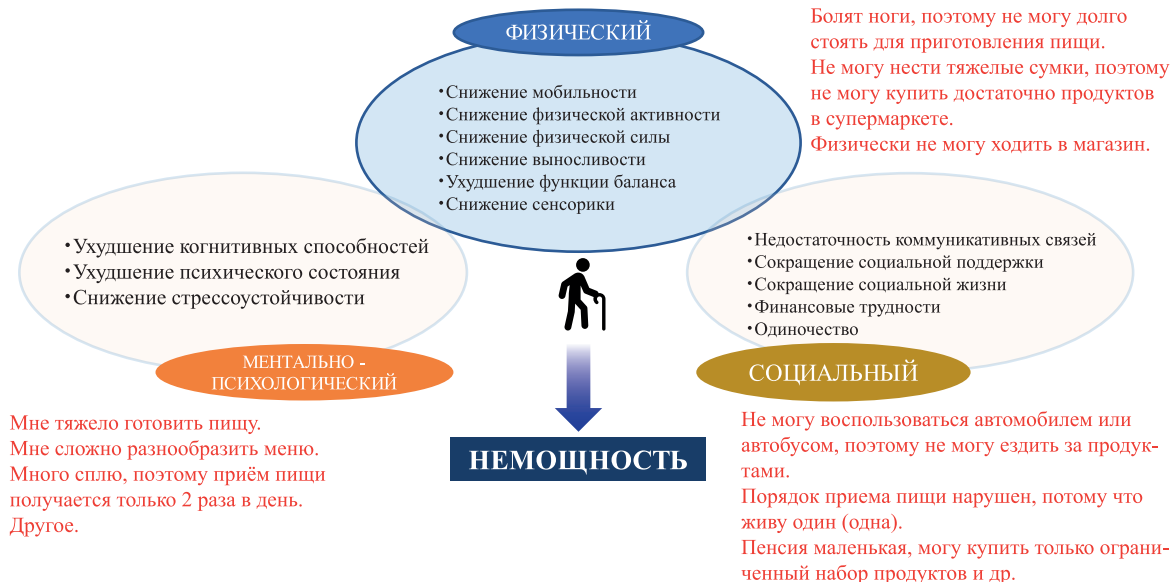 ФИЗИЧЕСКИЙ
•Снижение мобильности
•Снижение физической активности
•Снижение физической силы
•Снижение выносливости
•Ухудшение функции баланса
•Снижение сенсорики
Болят ноги, поэтому не могу долго
стоять для приготовления пищи.
Не могу нести тяжелые сумки, поэтому
не могу купить достаточно продуктов
в супермаркете.
Физически не могу ходить в магазин.
•Ухудшение когнитивных способностей
•Ухудшение психического состояния
•Снижение стрессоустойчивости
МЕНТАЛЬНО -
ПСИХОЛОГИЧЕСКИЙ
Мне тяжело готовить пищу.
Мне сложно разнообразить меню.
Много сплю, поэтому приём пищи
получается только 2 раза в день.
Другое.
•Недостаточность коммуникативных связей
•Сокращение социальной поддержки
•Сокращение социальной жизни
•Финансовые трудности
•Одиночество
СОЦИАЛЬНЫЙ
Не могу воспользоваться автомобилем или
автобусом, поэтому не могу ездить за продук-
тами.
Порядок приема пищи нарушен, потому что
живу один (одна).
Пенсия маленькая, могу купить только ограни-
ченный набор продуктов и др.
НЕМОЩНОСТЬ